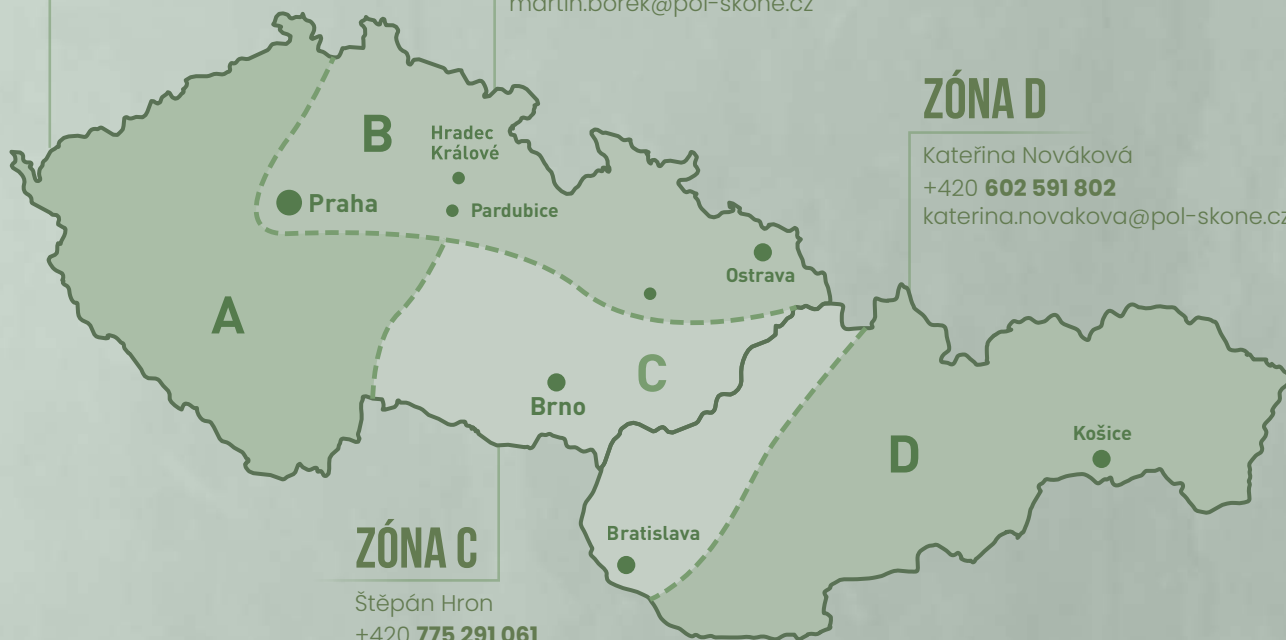 martin.borek@pol-skone.cz
ZÓNA D
Kateřina Nováková
+420 602 591 802
katerina.novakova@pol-skone.cz
B
Hradec
Králové
Praha
Pardubice
Ostrava
A
C
Brno
D
Košice
Bratislava
ZÓNA C
Štěpán Hron
+420 775 291 061